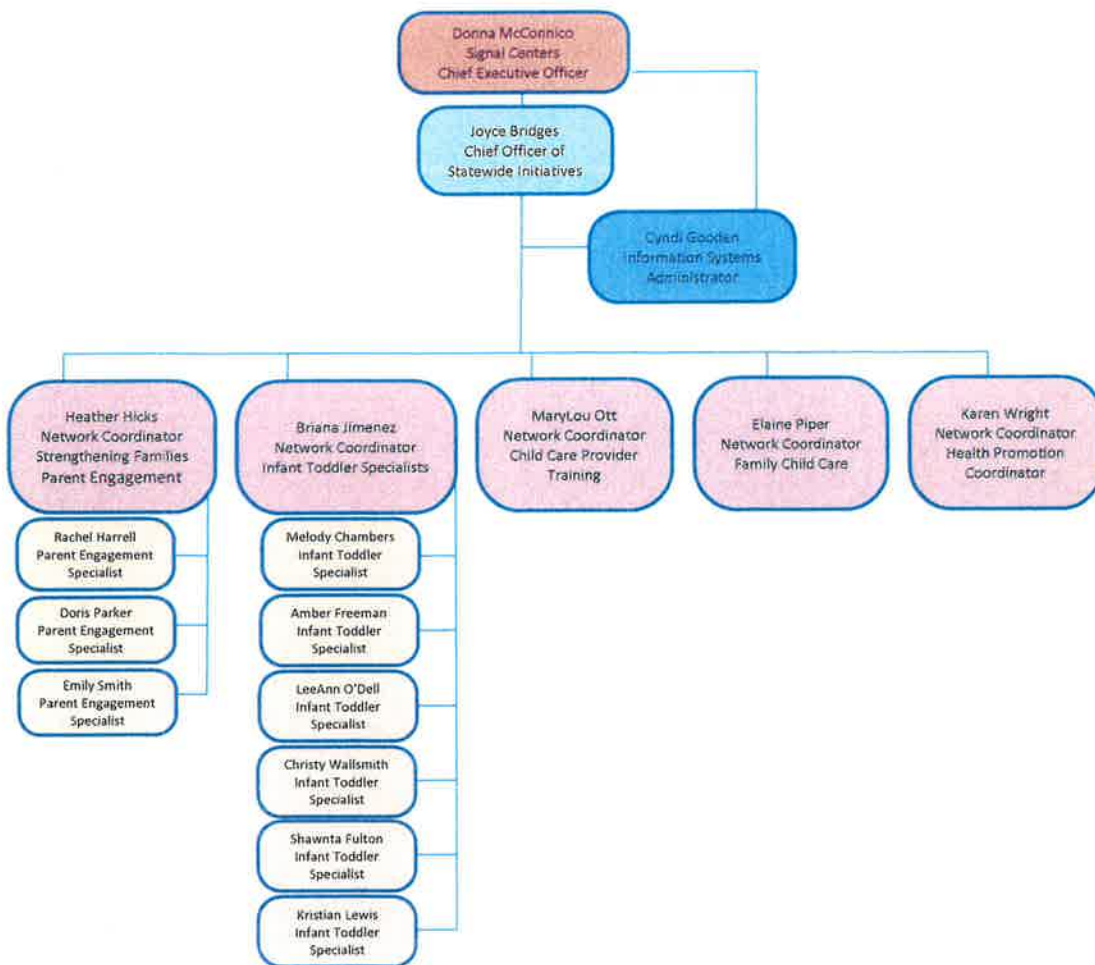 Donna McConnico
Signal Centers
Chief Executive Officer
Joyce Bridges
Chief Officer of
Statewide Initiatives
Cyndi Gooden
Information Systems
Administrator
Heather Hicks
Network Coordinator
Strengthening Families
Parent Engagement
Briana Jimenez
Network Coordinator
Infant Toddler Specialists
MaryLou Ott
Network Coordinator
Child Care Provider
Training
Elaine Piper
Network Coordinator
Family Child Care
Karen Wright
Network Coordinator
Health Promotion
Coordinator
Rachel Harrell
Parent Engagement
Specialist
Doris Parker
Parent Engagement
Specialist
Emily Smith
Parent Engagement
Specialist
Melody Chambers
Infant Toddler
Specialist
Amber Freeman
Infant Toddler
Specialist
LeeAnn O'Dell
Infant Toddler
Specialist
Christy Wallsmith
Infant Toddler
Specialist
Shawnta Fulton
Infant Toddler
Specialist
Kristian Lewis
Infant Toddler
Specialist